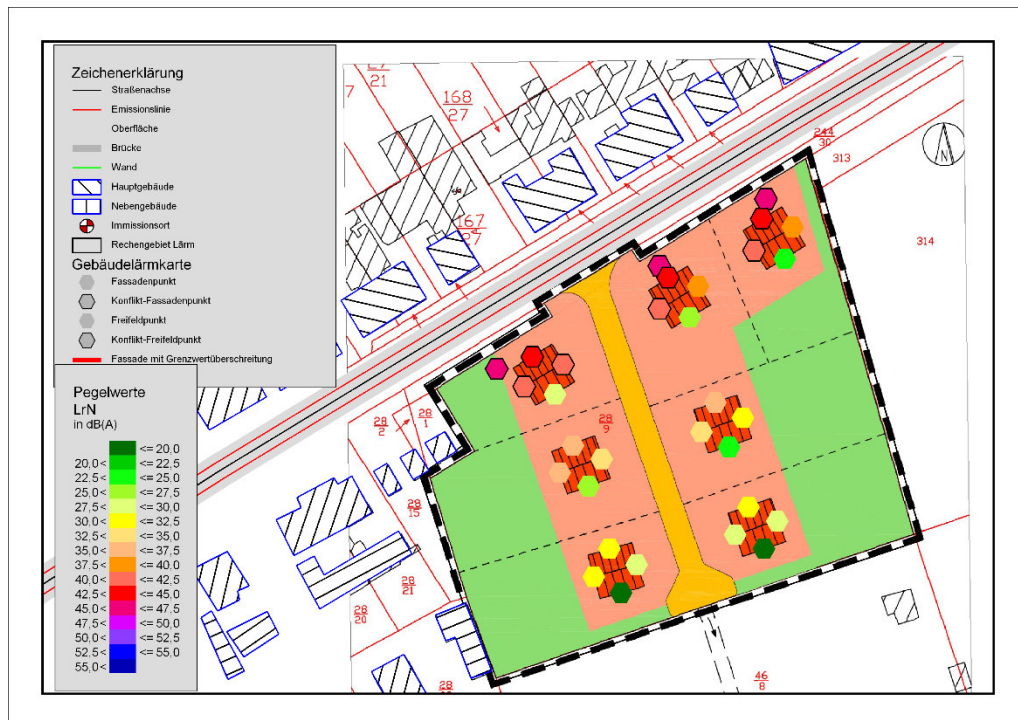 Zeichenerklärung
Straßenachse
Emissionslinie
Oberfläche
Brücke
Wand
Hauptgebäude
Nebengebäude
Immissionsort
Rechengebiet Lärm
Gebäudelärmkarte
Fassadenpunkt
Konflikt-Fassadenpunkt
Freifeldpunkt
Konflikt-Freifeldpunkt
Fassade mit Grenzwertüberschreitung
Pegelwerte
LrN
in dB(A)
<= 20,0
20,0 < <= 22,5
22,5 < <= 25,0
25,0 < <= 27,5
27,5 < <= 30,0
30,0 < <= 32,5
32,5 < <= 35,0
35,0 < <= 37,5
37,5 < <= 40,0
40,0 < <= 42,5
42,5 < <= 45,0
45,0 < <= 47,5
47,5 < <= 50,0
50,0 < <= 52,5
52,5 < <= 55,0
55,0 <
21
7
168
27
167
27
244
30
313
314
N
28
2
28
1
28
9
28
15
28
21
28
20
28
46
8